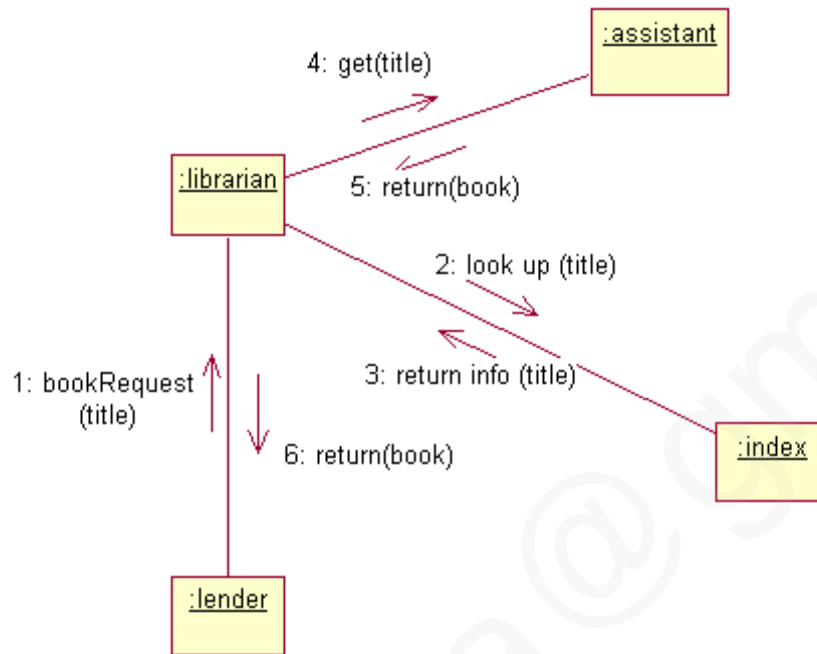 :assistant
4: get(title)
:librarian
5: return(book)
2: look up (title)
3: return info (title)
1: bookRequest
(title)
6: return(book)
:index
:lender
a@gm